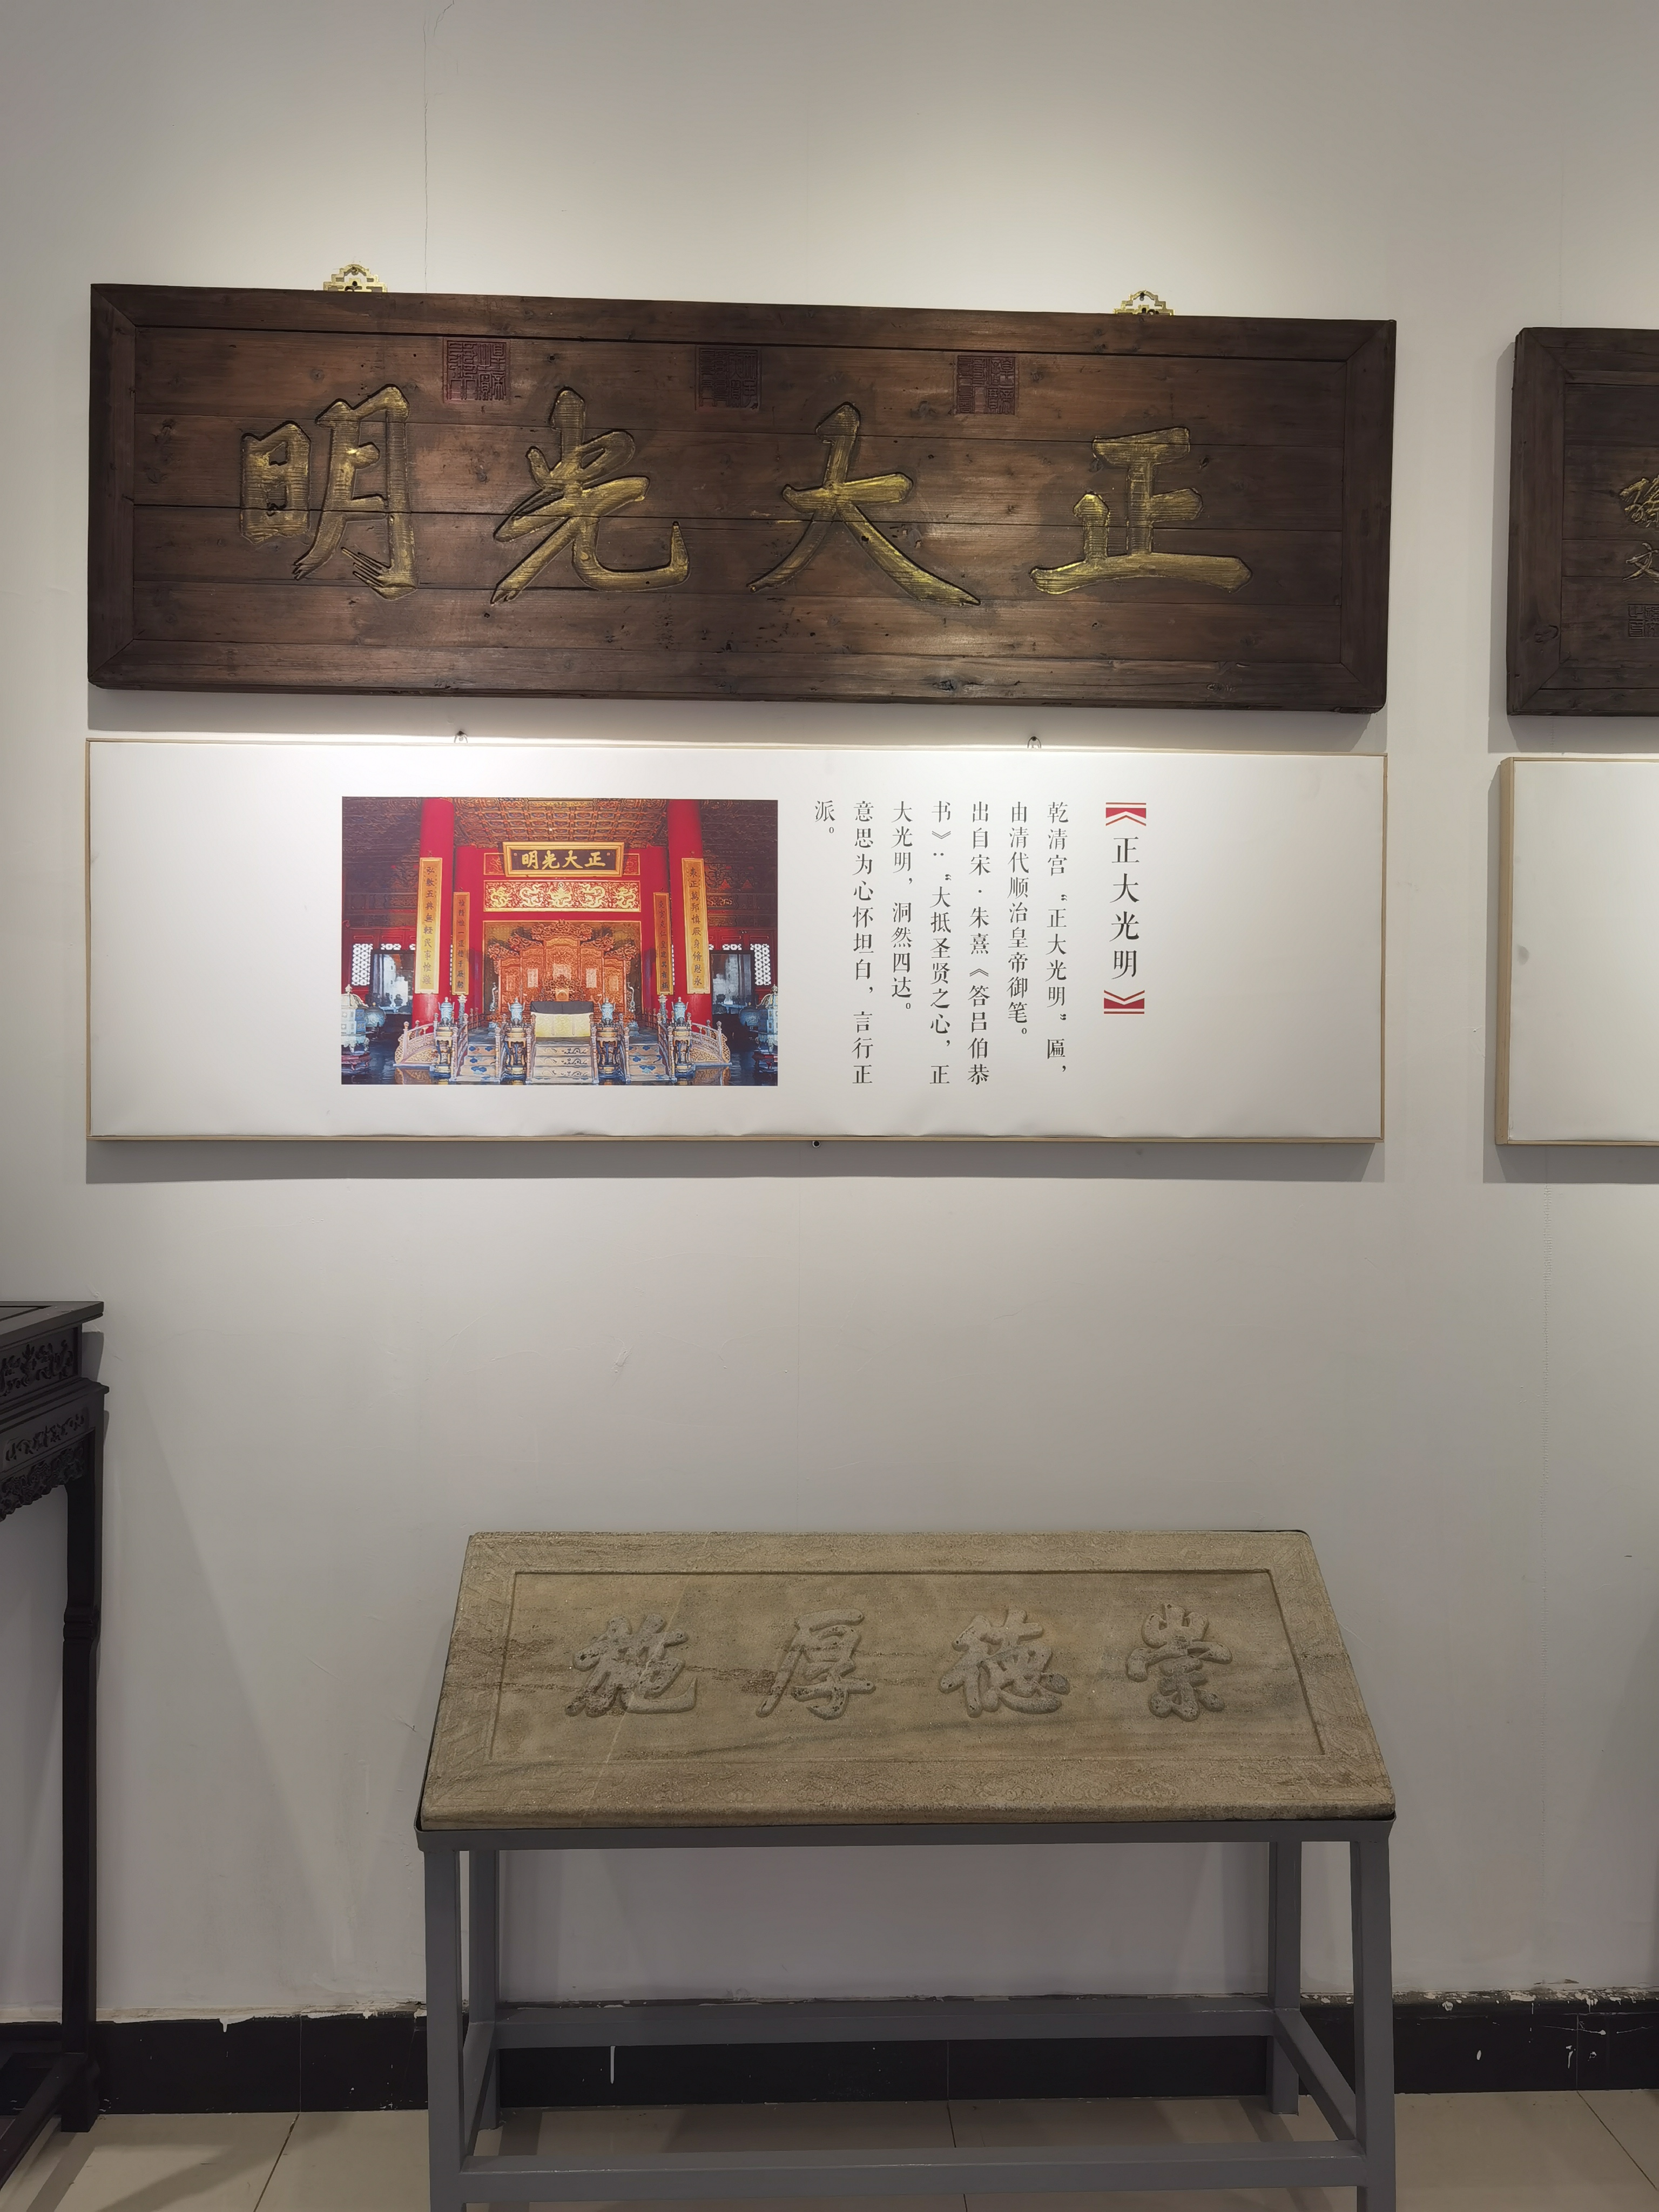 正大光明
《正大光明》
乾清宫“正大光明”匾，
由清代顺治皇帝御笔。
出自宋·朱熹《答吕伯恭
书》：“大抵圣贤之心，正
大光明，洞然四达。
意思为心怀坦白，言行正
派。
正大光明
崇德厚施